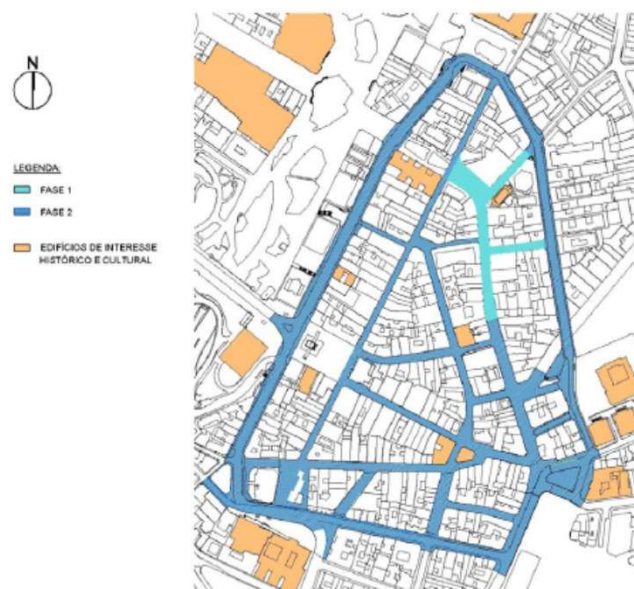 N
LEGENDA:
FASE 1
FASE 2
EDIFÍCIOS DE INTERESSE
HISTÓRICO E CULTURAL